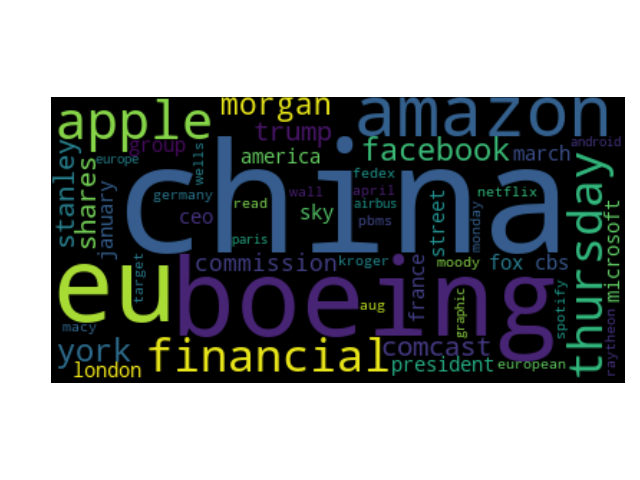 morgan
amazon
apple
trump
android
group
facebook
march
america
europe
stanley
wells
china
fedex
shares
january
germany
wall
april
netflix
thursday
read
airbus
ceo
sky
pbms
street
monday
microsoft
paris
eu
boeing
commission
kroger
moody
fox
cbs
target
france
spotify
aug
graphic
raytheon
macy
york
financial
comcast
london
president
european